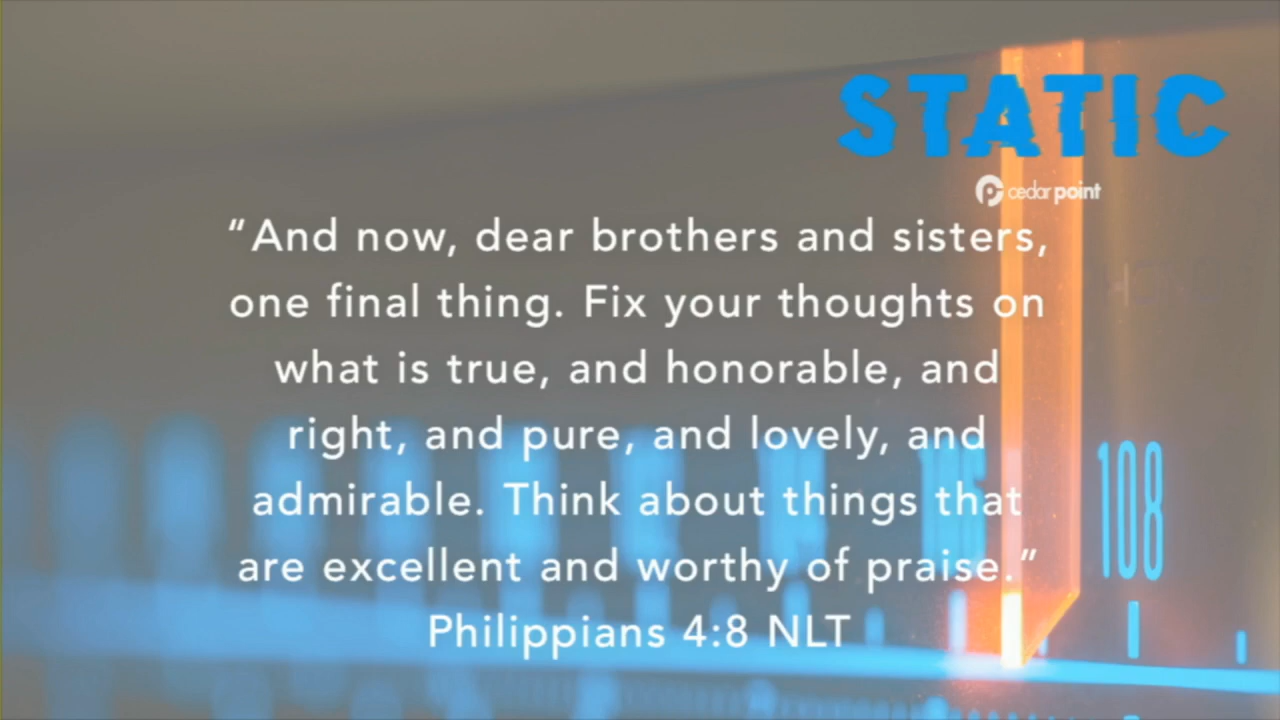 STATIC
cedarpoint
“And now, dear brothers and sisters,
one final thing. Fix your thoughts on
what is true, and honorable, and
right, and pure, and lovely, and
admirable. Think about things that
are excellent and worthy of praise.”
Philippians 4:8 NLT
108